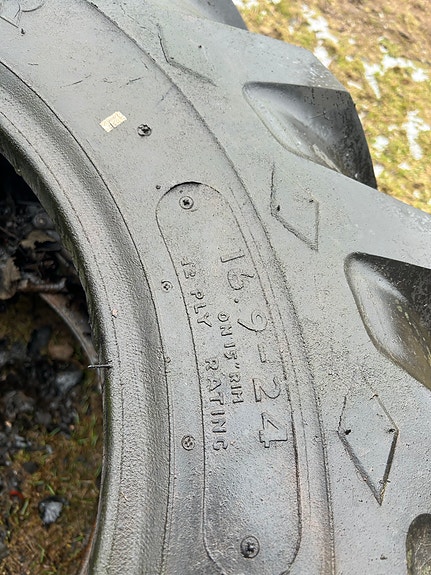 16.9-24
ON 15" RIM
12 PLY RATING